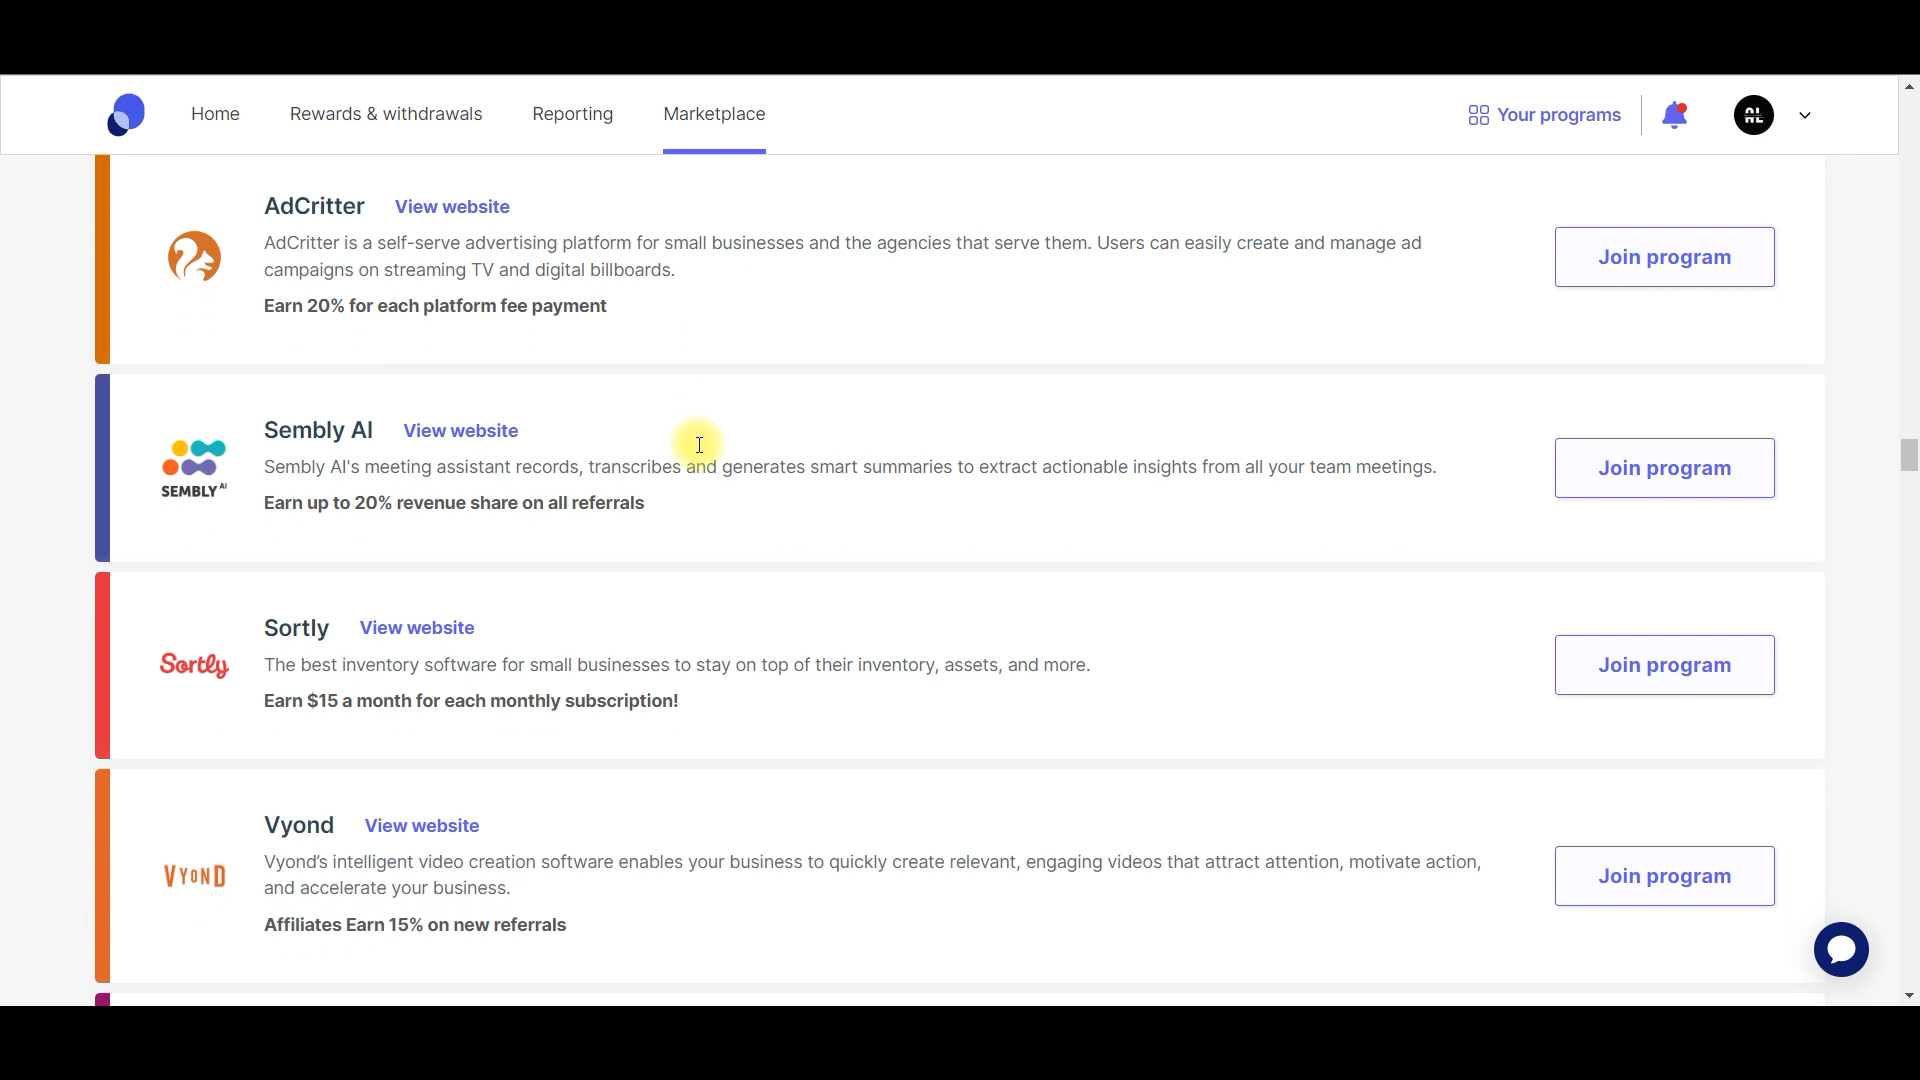 Home Rewards & withdrawals Reporting Marketplace Your programs AL
AdCritter View website
AdCritter is a self-serve advertising platform for small businesses and the agencies that serve them. Users can easily create and manage ad
campaigns on streaming TV and digital billboards.
Earn 20% for each platform fee payment
Join program
Sembly AI View website
Sembly AI's meeting assistant records, transcribes and generates smart summaries to extract actionable insights from all your team meetings.
Earn up to 20% revenue share on all referrals
SEMBLY AI
Join program
Sortly View website
The best inventory software for small businesses to stay on top of their inventory, assets, and more.
Earn $15 a month for each monthly subscription!
Sortly
Join program
Vyond View website
Vyond's intelligent video creation software enables your business to quickly create relevant, engaging videos that attract attention, motivate action,
and accelerate your business.
Affiliates Earn 15% on new referrals
VYOND
Join program